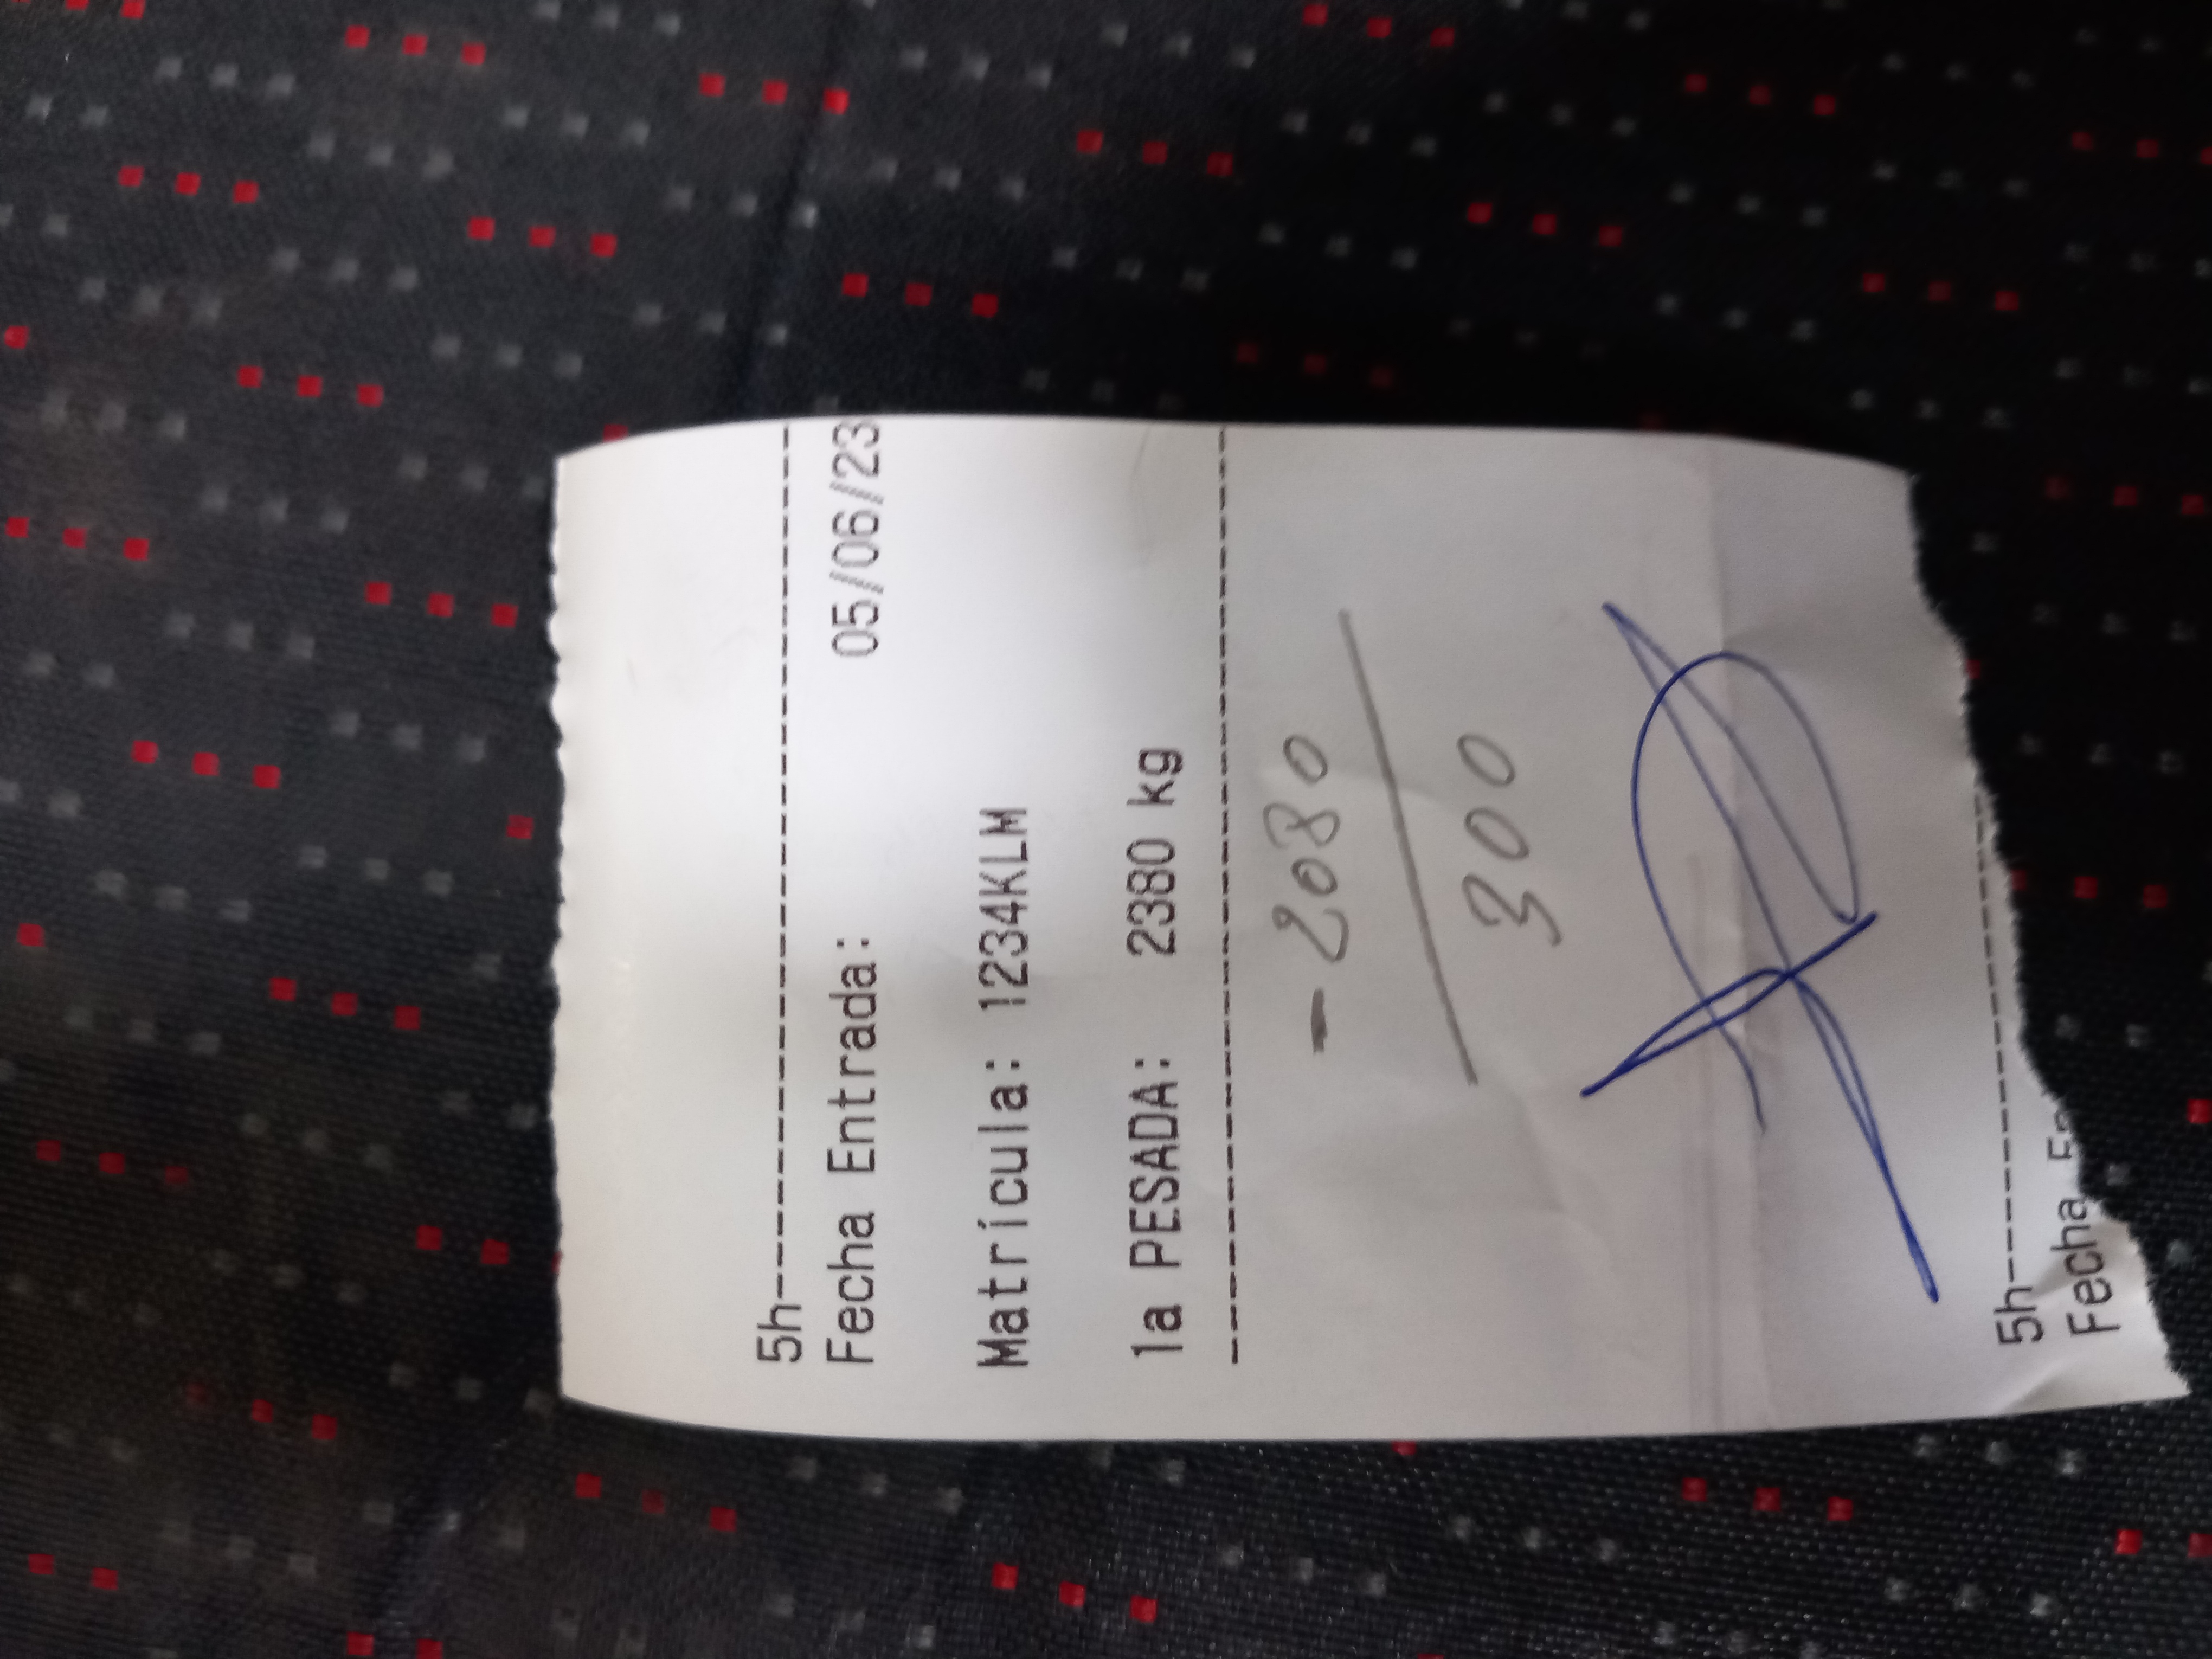 5h--------------------------
Fecha Entrada: 05/06/23
Matrícula: 1234KLM
1a PESADA: 2380 kg
----------------------------
- 2080
300
5h--------------------------
Fecha